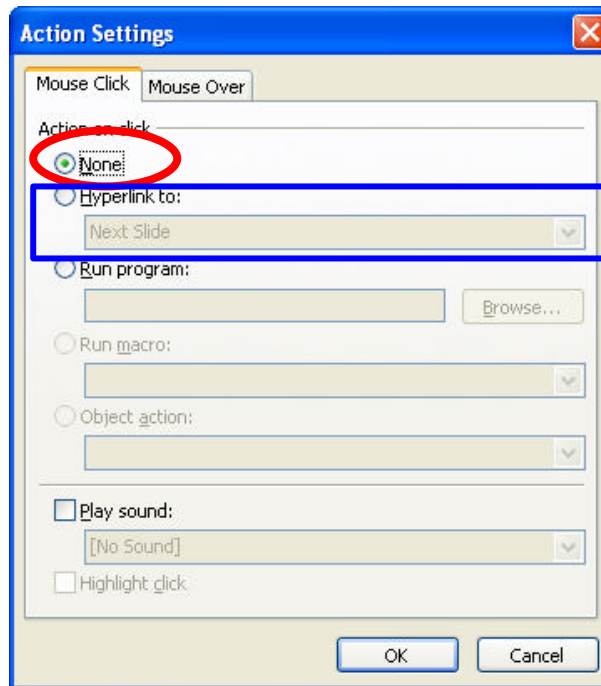 Action Settings
Mouse Click Mouse Over
Action on click
None
Hyperlink to:
Next Slide
Run program:
Browse...
Run macro:
Object action:
Play sound:
[No Sound]
Highlight click
OK Cancel